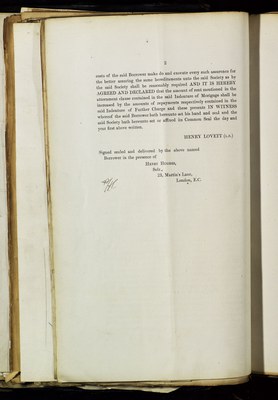 3
costs of the said Borrower make do and execute every such assurance for
the better assuring the same hereditaments unto the said Society as by
the said Society shall be reasonably required AND IT IS HEREBY
AGREED AND DECLARED that the amount of costs mentioned in the
attornment clause contained in the said Indenture of Mortgage shall be
increased by the amounts of repayments respectively contained in the
said Indenture of Further Charge and these presents IN WITNESS
whereof the said Borrower hath hereunto set his hand and seal and the
said Society hath hereunto set or affixed its Common Seal the day and
year first above written.
HENRY LOVETT (L.S.)
Signed sealed and delivered by the above named
Borrower in the presence of
Solr.,
Martin's Lane,
London, E.C.